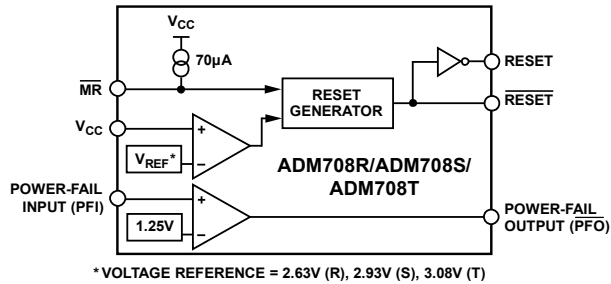 VCC
70µA
MR
RESET
GENERATOR
RESET
RESET
VCC
+
VREF*
−
ADM708R/ADM708S/
ADM708T
POWER-FAIL
INPUT (PFI)
+
1.25V
−
POWER-FAIL
OUTPUT (PFO)
* VOLTAGE REFERENCE = 2.63V (R), 2.93V (S), 3.08V (T)